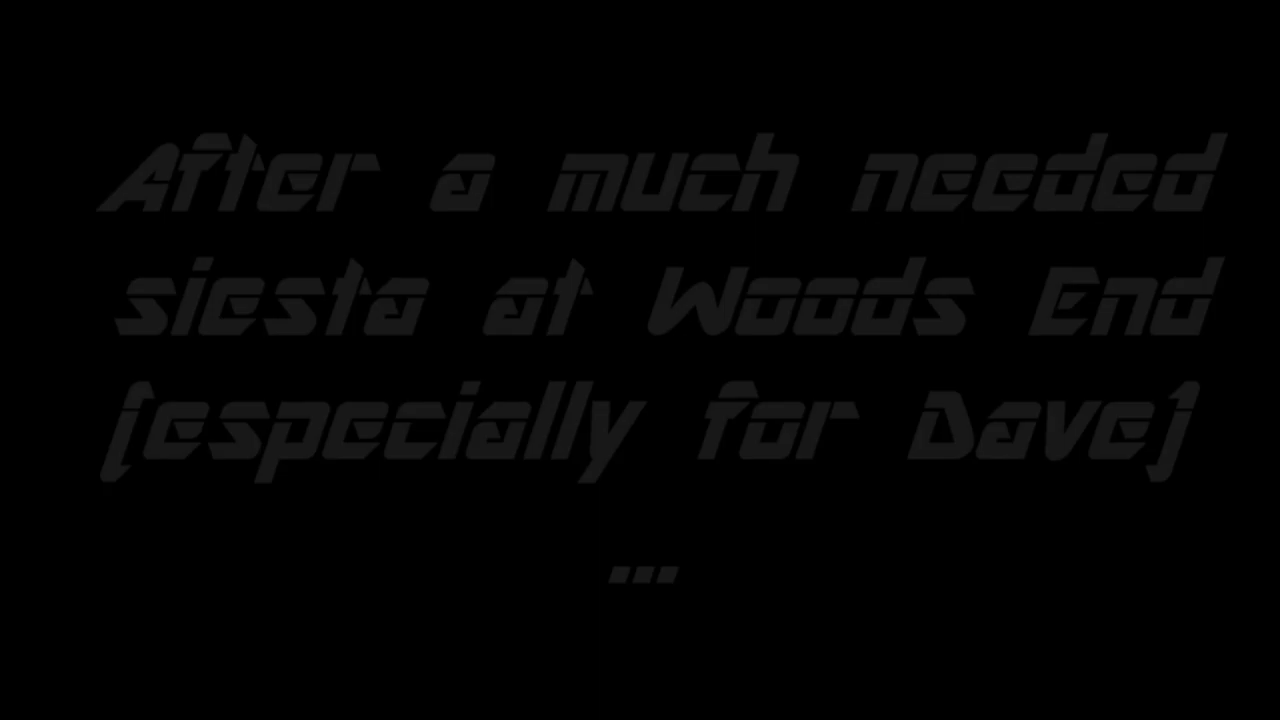 After a much needed
siesta at Woods End
(especially for Dave)
...